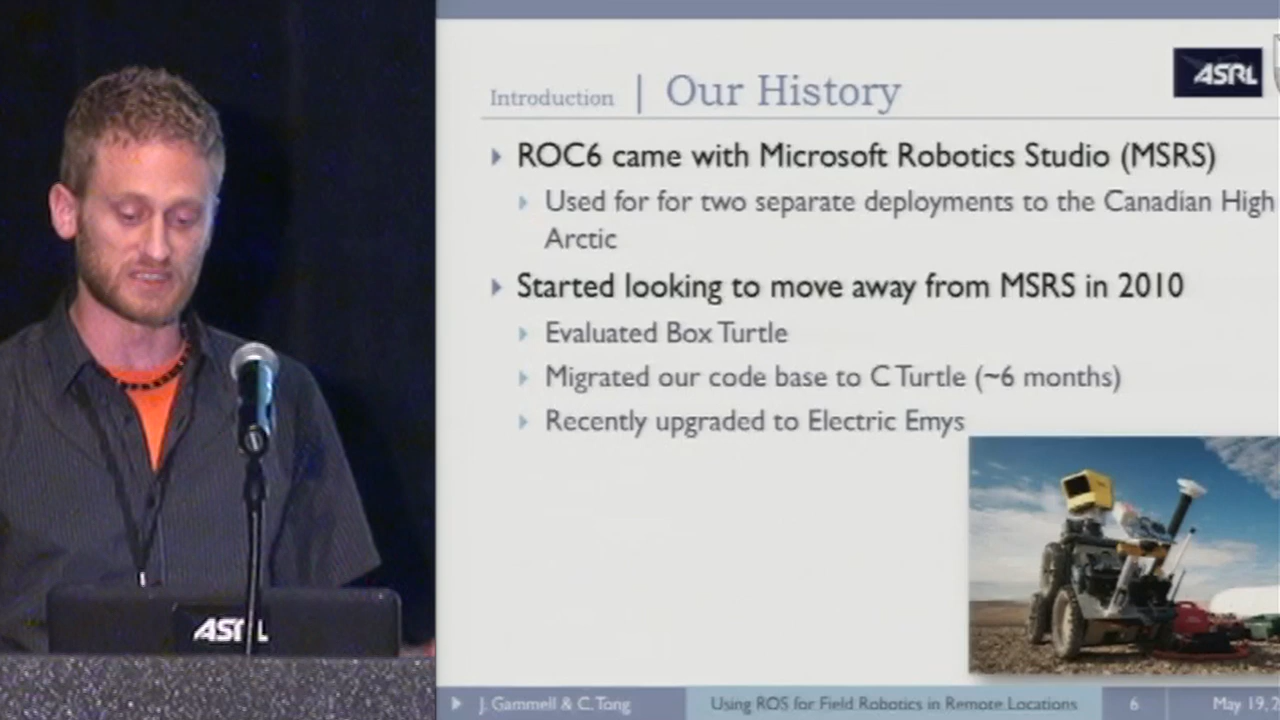 Introduction | Our History
ASRL
ROC6 came with Microsoft Robotics Studio (MSRS)
Used for for two separate deployments to the Canadian High
Arctic
Started looking to move away from MSRS in 2010
Evaluated Box Turtle
Migrated our code base to C Turtle (~6 months)
Recently upgraded to Electric Emys
ASRL
J. Gammell & C. Tong
Using ROS for Field Robotics in Remote Locations
6
May 19, 2